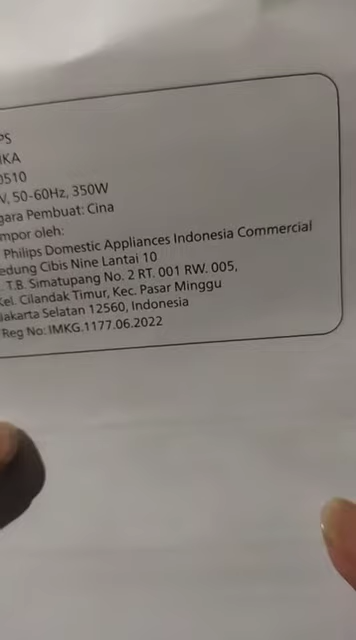 PS
IKA
0510
V, 50-60Hz, 350W
gara Pembuat: Cina
mpor oleh:
Philips Domestic Appliances Indonesia Commercial
edung Cibis Nine Lantai 10
. T.B. Simatupang No. 2 RT. 001 RW. 005,
Kel. Cilandak Timur, Kec. Pasar Minggu
Jakarta Selatan 12560, Indonesia
Reg No: IMKG.1177.06.2022